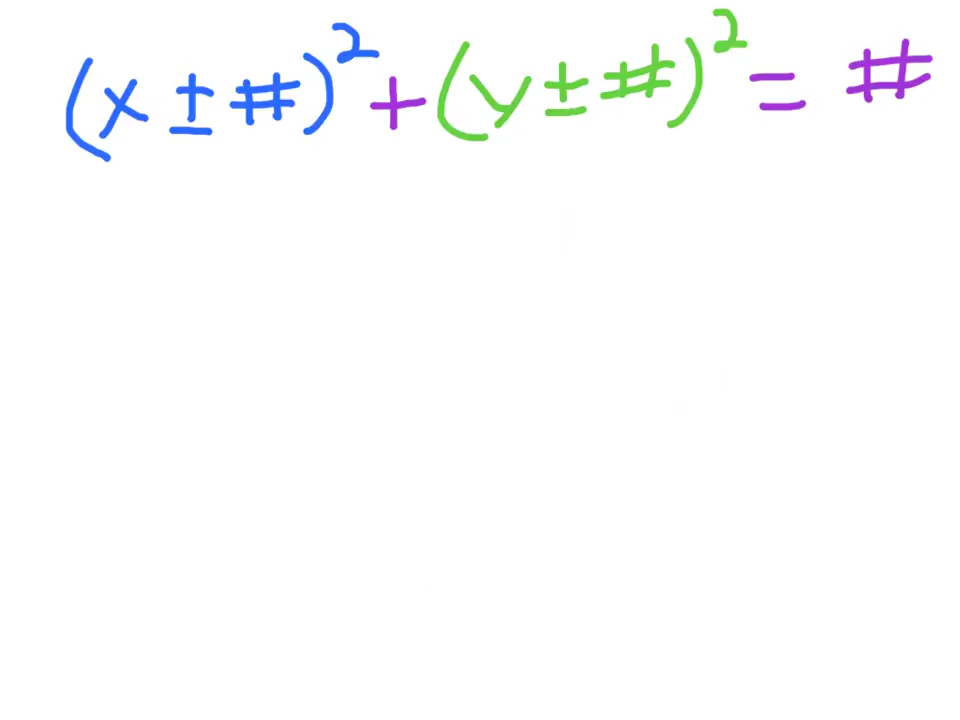 (x ± #)² + (y ± #)² = #